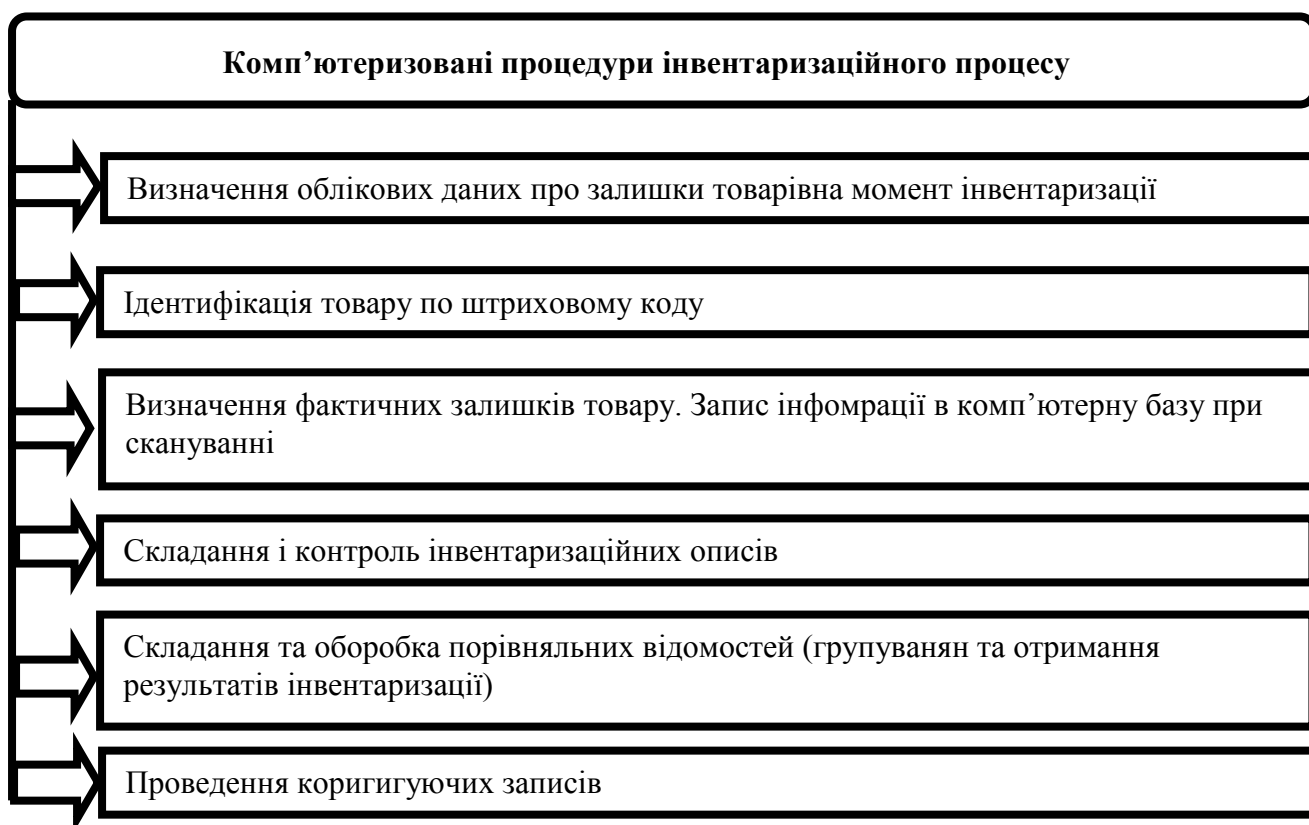 Комп’ютеризовані процедури інвентаризаційного процесу
Визначення облікових даних про залишки товарівна момент інвентаризації
Ідентифікація товару по штриховому коду
Визначення фактичних залишків товару. Запис інфомрації в комп’ютерну базу при
скануванні
Складання і контроль інвентаризаційних описів
Складання та оборобка порівняльних відомостей (групуванян та отримання
результатів інвентаризації)
Проведення коригигуючих записів